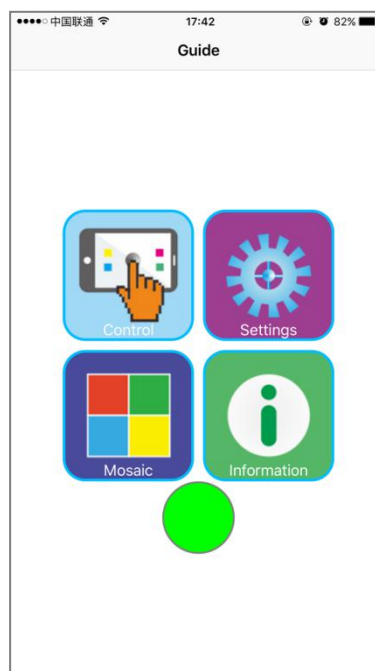 中国联通 17:42 82%
Guide
Control Settings
Mosaic Information